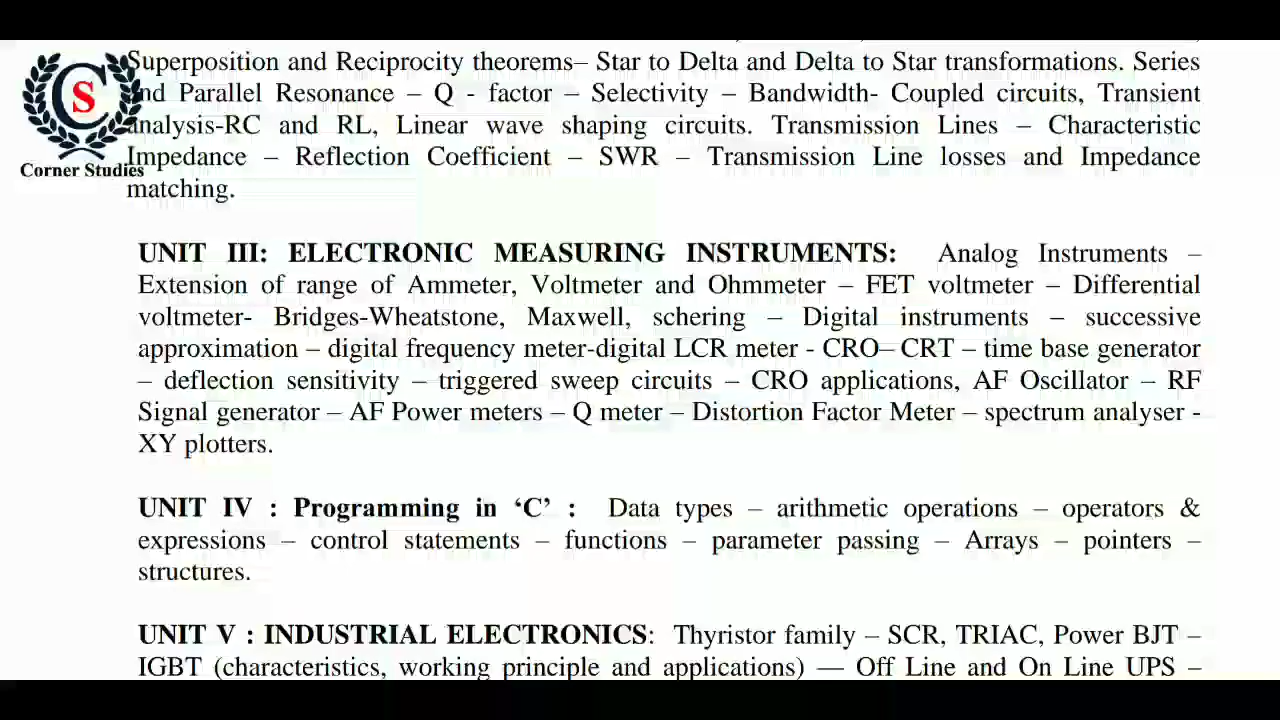 Superposition and Reciprocity theorems– Star to Delta and Delta to Star transformations. Series
and Parallel Resonance – Q - factor – Selectivity – Bandwidth- Coupled circuits, Transient
analysis-RC and RL, Linear wave shaping circuits. Transmission Lines – Characteristic
Impedance – Reflection Coefficient – SWR – Transmission Line losses and Impedance
matching.
C
S
Corner Studies
UNIT III: ELECTRONIC MEASURING INSTRUMENTS: Analog Instruments –
Extension of range of Ammeter, Voltmeter and Ohmmeter – FET voltmeter – Differential
voltmeter- Bridges-Wheatstone, Maxwell, schering – Digital instruments – successive
approximation – digital frequency meter-digital LCR meter - CRO– CRT – time base generator
– deflection sensitivity – triggered sweep circuits – CRO applications, AF Oscillator – RF
Signal generator – AF Power meters – Q meter – Distortion Factor Meter – spectrum analyser -
XY plotters.
UNIT IV : Programming in ‘C’ : Data types – arithmetic operations – operators &
expressions – control statements – functions – parameter passing – Arrays – pointers –
structures.
UNIT V : INDUSTRIAL ELECTRONICS: Thyristor family – SCR, TRIAC, Power BJT –
IGBT (characteristics, working principle and applications) — Off Line and On Line UPS –